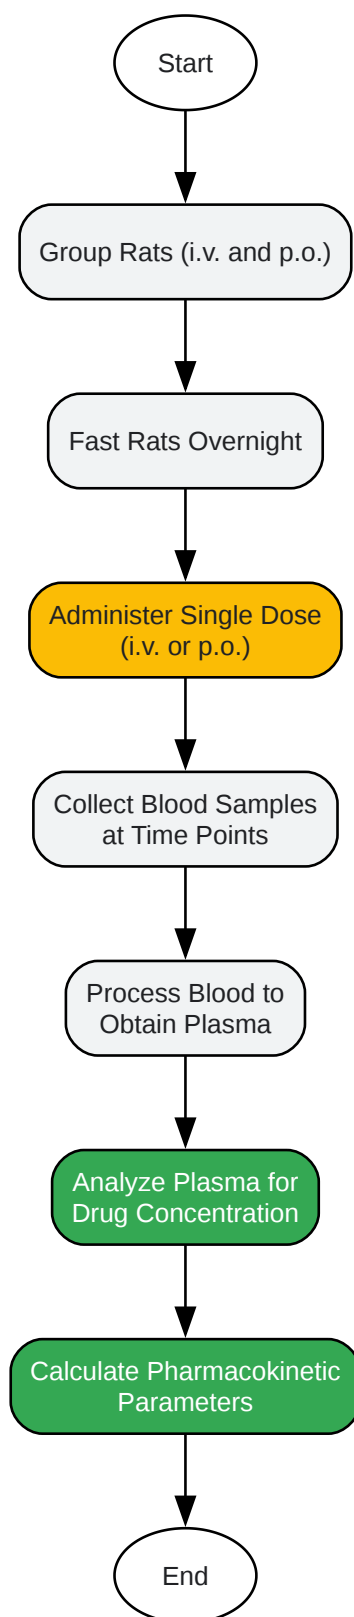 Start
Group Rats (i.v. and p.o.)
Fast Rats Overnight
Administer Single Dose
(i.v. or p.o.)
Collect Blood Samples
at Time Points
Process Blood to
Obtain Plasma
Analyze Plasma for
Drug Concentration
Calculate Pharmacokinetic
Parameters
End